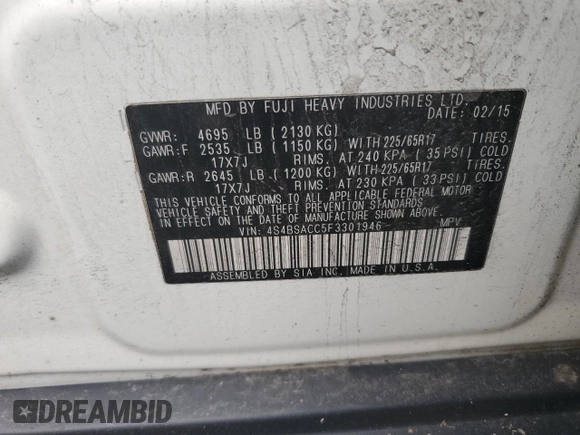 MFD BY FUJI HEAVY INDUSTRIES LTD.
DATE: 02/15
GVWR: 4695 LB (2130 KG)
GAWR:F 2535 LB (1150 KG) WITH 225/65R17 TIRES.
17X7J RIMS. AT 240 KPA (35 PSI) COLD
GAWR:R 2645 LB (1200 KG) WITH 225/65R17 TIRES.
17X7J RIMS. AT 230 KPA (33 PSI) COLD
THIS VEHICLE CONFORMS TO ALL APPLICABLE FEDERAL MOTOR
VEHICLE SAFETY, BUMPER, AND THEFT PREVENTION STANDARDS
IN EFFECT ON THE DATE OF MANUFACTURE SHOWN ABOVE.
VIN: 4S4BSACC5F3301946 MPV
ASSEMBLED BY SIA INC. MADE IN U.S.A.
DREAMBID